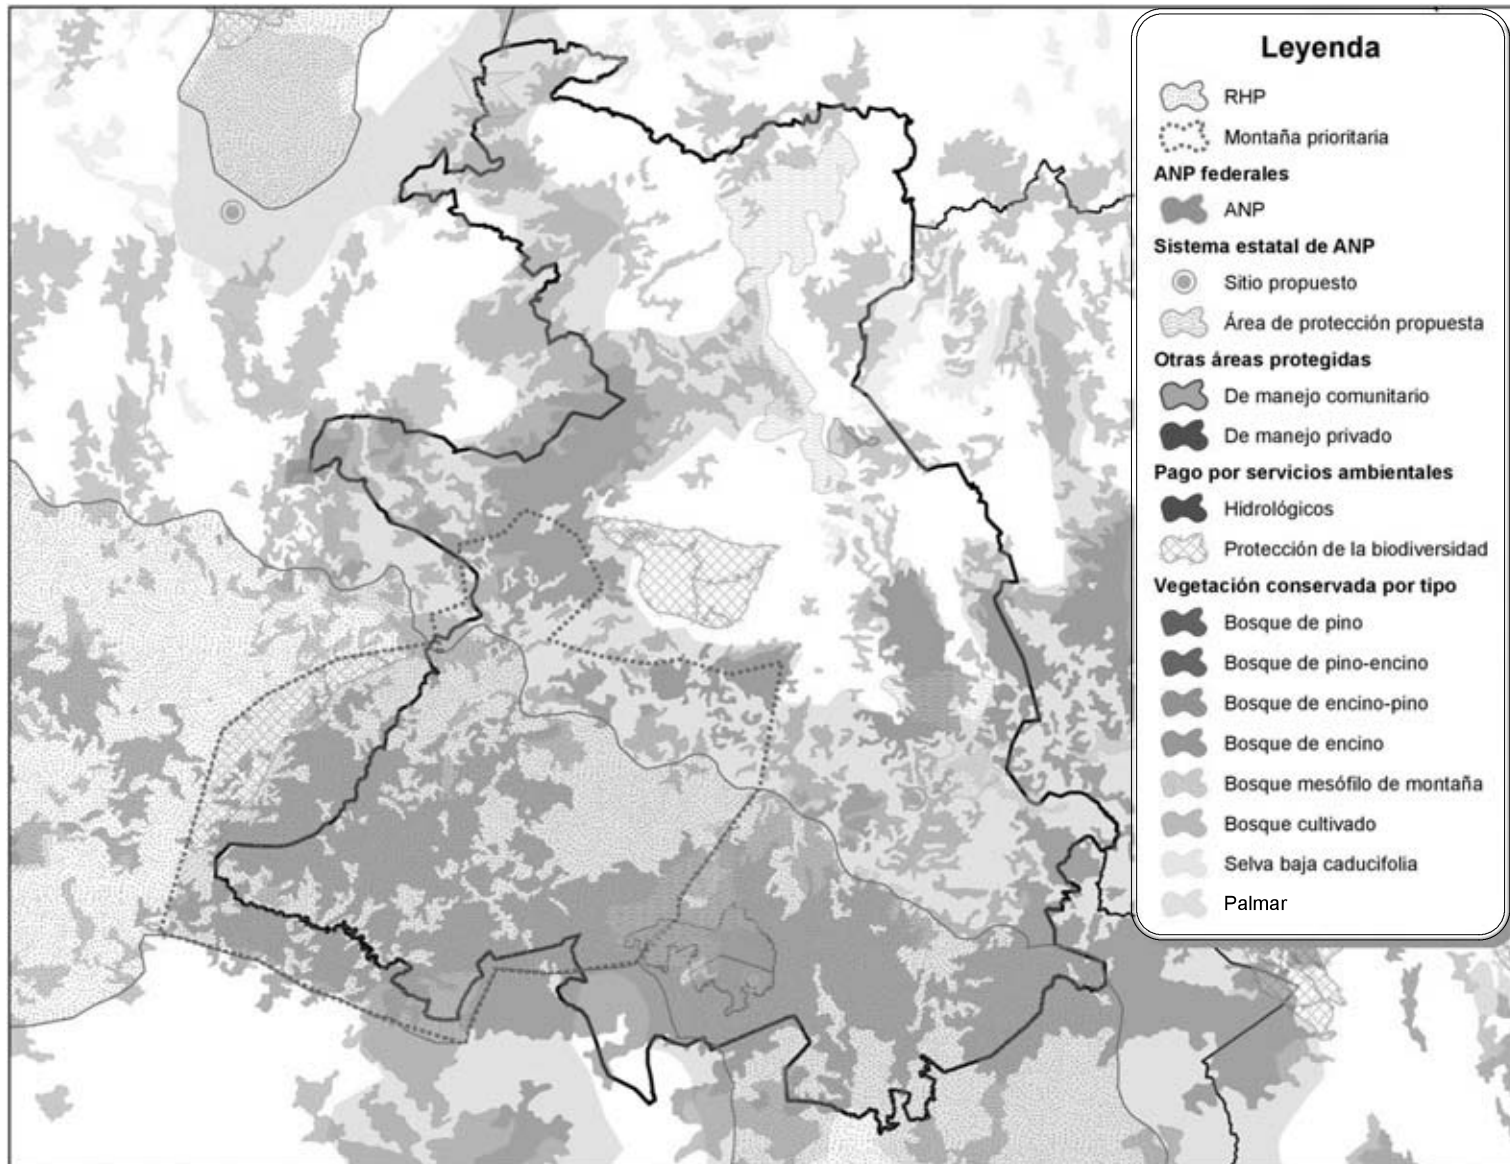 Leyenda
RHP
Montaña prioritaria
ANP federales
ANP
Sistema estatal de ANP
Sitio propuesto
Área de protección propuesta
Otras áreas protegidas
De manejo comunitario
De manejo privado
Pago por servicios ambientales
Hidrológicos
Protección de la biodiversidad
Vegetación conservada por tipo
Bosque de pino
Bosque de pino-encino
Bosque de encino-pino
Bosque de encino
Bosque mesófilo de montaña
Bosque cultivado
Selva baja caducifolia
Palmar